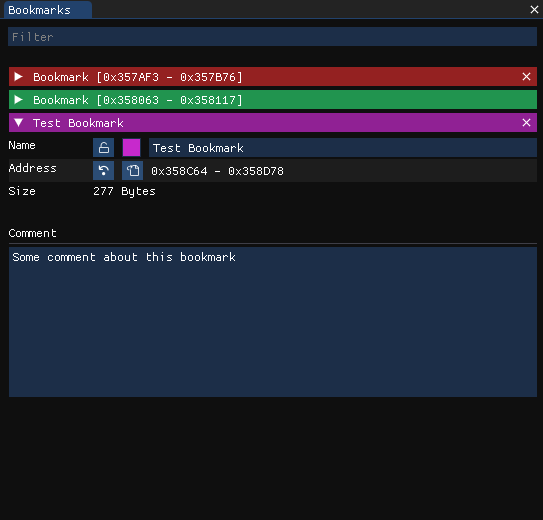 Bookmarks
Filter
Bookmark [0x357AF3 - 0x357B76]
Bookmark [0x358063 - 0x358117]
Test Bookmark
Name Test Bookmark
Address 0x358C64 - 0x358D78
Size 277 Bytes
Comment
Some comment about this bookmark